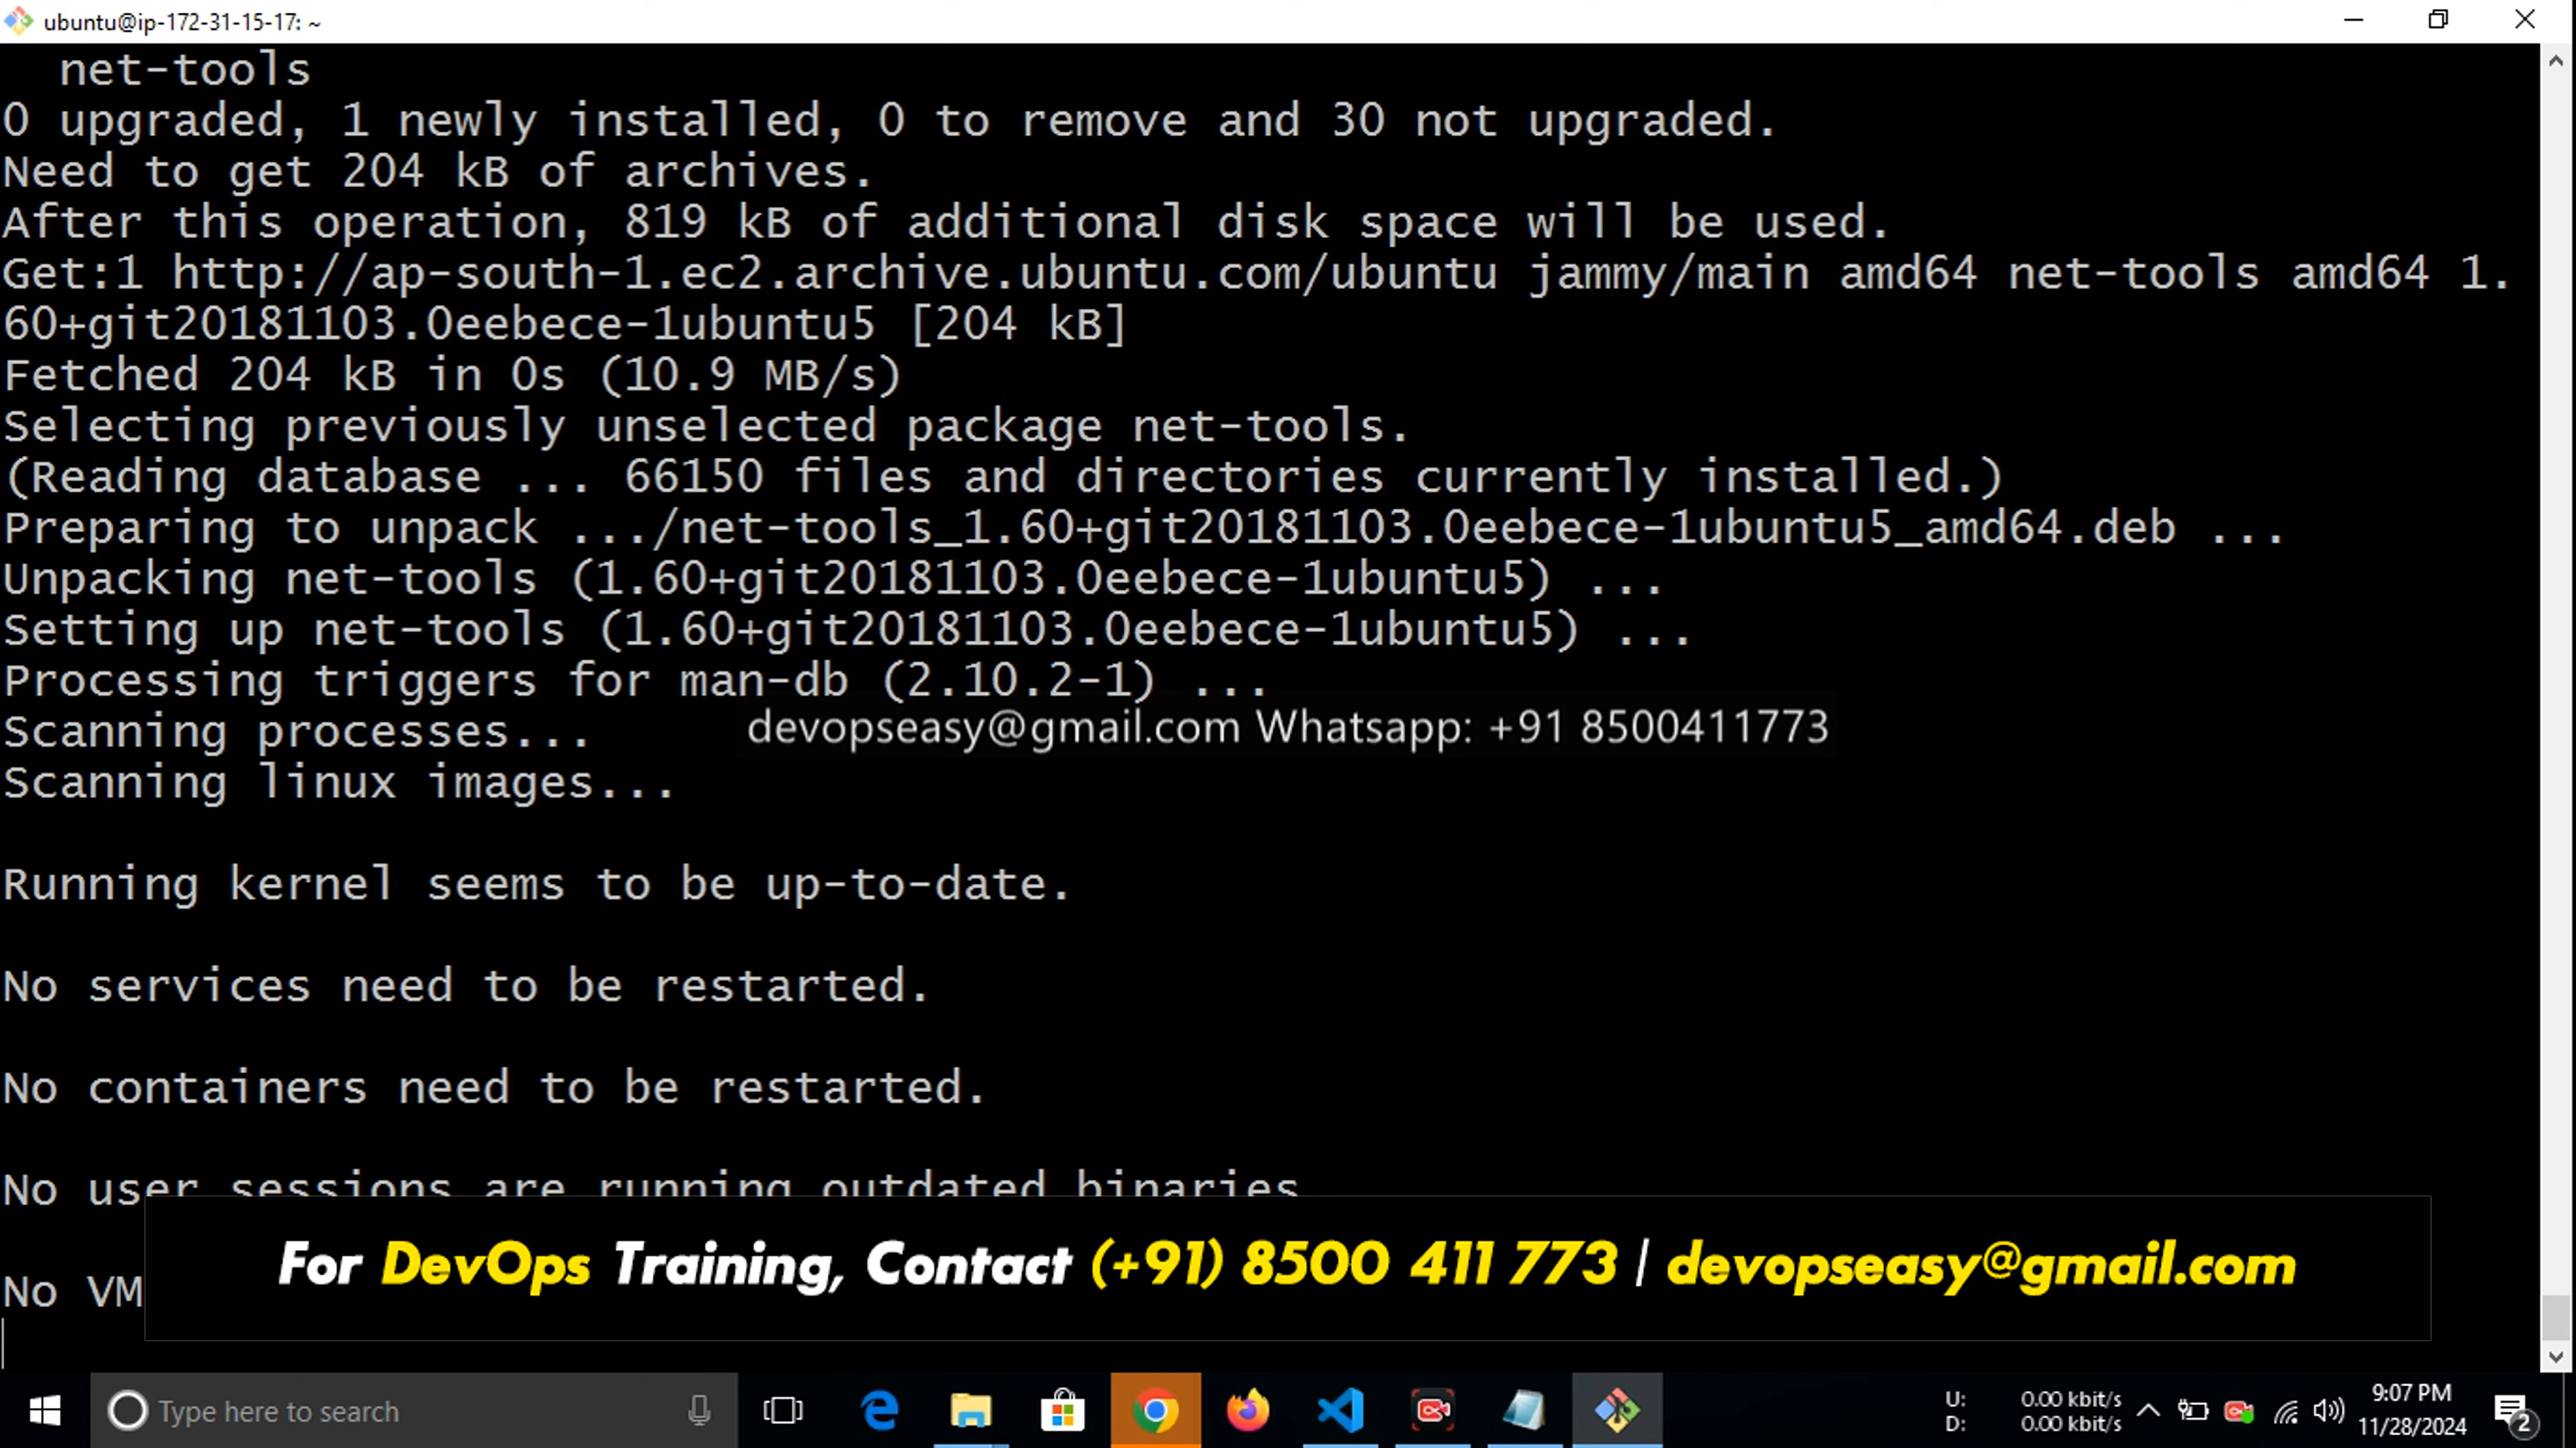 ubuntu@ip-172-31-15-17: ~
net-tools
0 upgraded, 1 newly installed, 0 to remove and 30 not upgraded.
Need to get 204 kB of archives.
After this operation, 819 kB of additional disk space will be used.
Get:1 http://ap-south-1.ec2.archive.ubuntu.com/ubuntu jammy/main amd64 net-tools amd64 1.
60+git20181103.0eebece-1ubuntu5 [204 kB]
Fetched 204 kB in 0s (10.9 MB/s)
Selecting previously unselected package net-tools.
(Reading database ... 66150 files and directories currently installed.)
Preparing to unpack .../net-tools_1.60+git20181103.0eebece-1ubuntu5_amd64.deb ...
Unpacking net-tools (1.60+git20181103.0eebece-1ubuntu5) ...
Setting up net-tools (1.60+git20181103.0eebece-1ubuntu5) ...
Processing triggers for man-db (2.10.2-1) ...
Scanning processes...
devopseasy@gmail.com Whatsapp: +91 8500411773
Scanning linux images...
Running kernel seems to be up-to-date.
No services need to be restarted.
No containers need to be restarted.
No user sessions are running outdated binaries
No VM
For DevOps Training, Contact (+91) 8500 411 773 | devopseasy@gmail.com
Type here to search
U: 0.00 kbit/s
D: 0.00 kbit/s
9:07 PM
11/28/2024
2